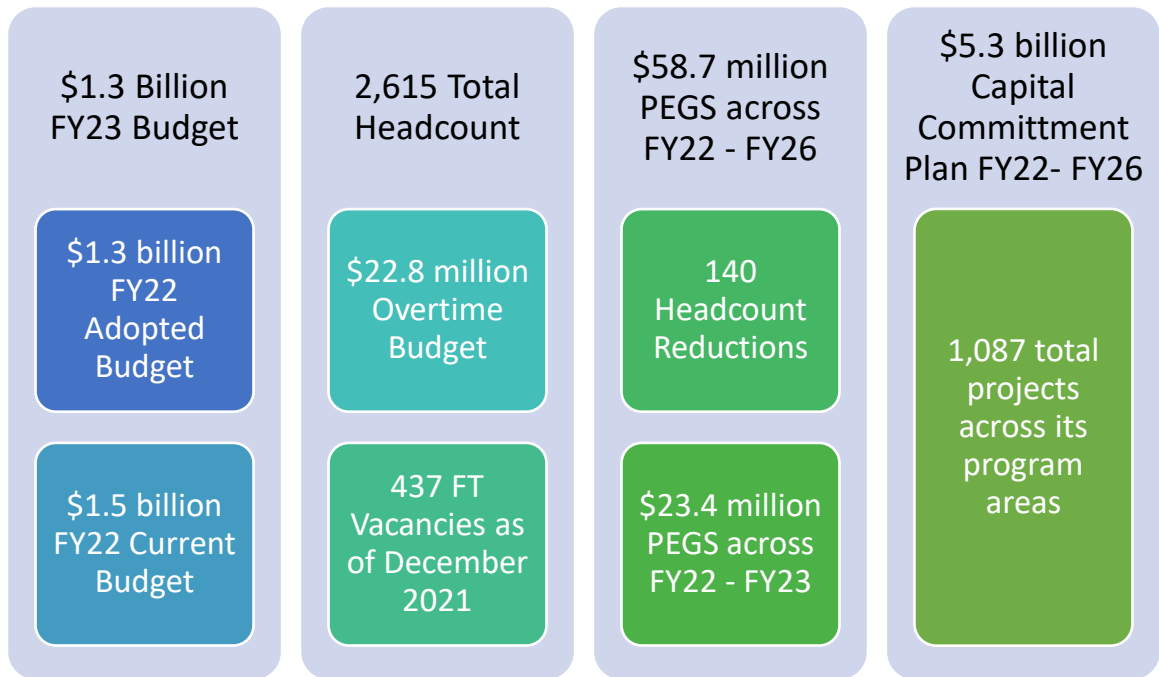 $1.3 Billion
FY23 Budget
$1.3 billion
FY22
Adopted
Budget
$1.5 billion
FY22 Current
Budget
2,615 Total
Headcount
$22.8 million
Overtime
Budget
437 FT
Vacancies as
of December
2021
$58.7 million
PEGS across
FY22 - FY26
140
Headcount
Reductions
$23.4 million
PEGS across
FY22 - FY23
$5.3 billion
Capital
Committment
Plan FY22- FY26
1,087 total
projects
across its
program
areas